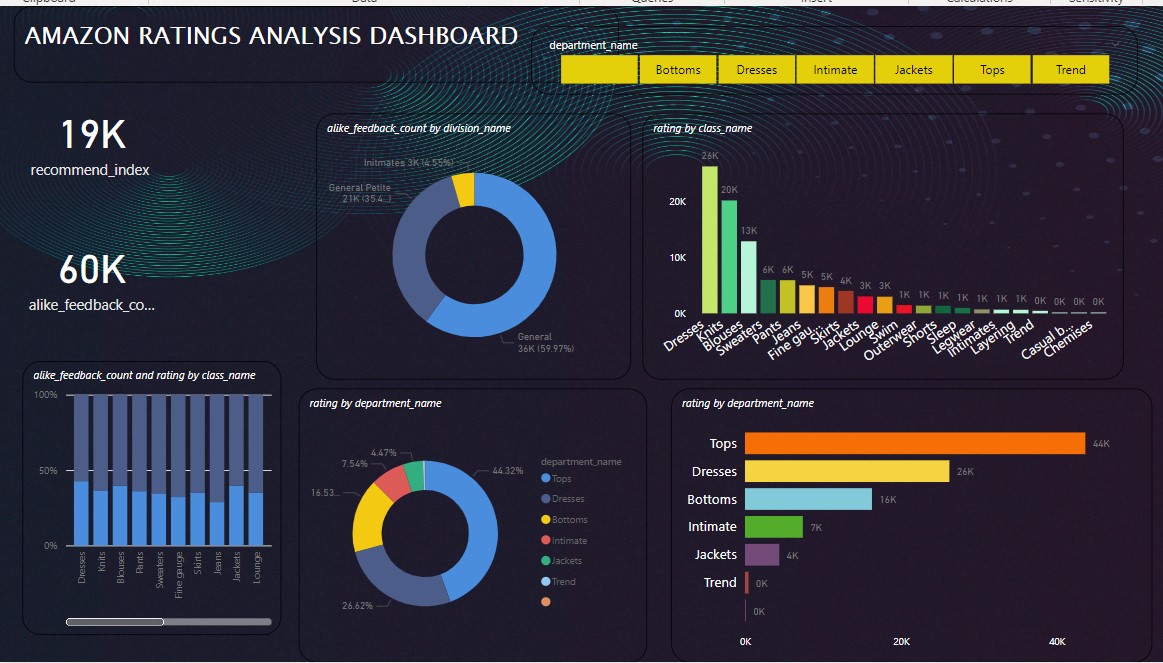 Clipboard
Data
Queries
Insert
Calculations
Sensitivity
AMAZON RATINGS ANALYSIS DASHBOARD
department_name
Bottoms
Dresses
Intimate
Jackets
Tops
Trend
19K
recommend_index
60K
alike_feedback_co...
alike_feedback_count by division_name
Initmates 3K (4.55%)
General Petite
21K (35.4...)
General
36K (59.97%)
rating by class_name
26K
20K
13K
6K
6K
5K
5K
4K
3K
3K
1K
1K
1K
1K
1K
1K
1K
0K
0K
0K
20K
10K
0K
Dresses
Knits
Blouses
Sweaters
Pants
Jeans
Fine gau...
Skirts
Jackets
Lounge
Swim
Outerwear
Shorts
Sleep
Legwear
Intimates
Layering
Trend
Casual b...
Chemises
alike_feedback_count and rating by class_name
100%
50%
0%
Dresses
Knits
Blouses
Pants
Sweaters
Fine gauge
Skirts
Jeans
Jackets
Lounge
rating by department_name
4.47%
7.54%
16.53...
26.62%
44.32%
department_name
Tops
Dresses
Bottoms
Intimate
Jackets
Trend
rating by department_name
Tops 44K
Dresses 26K
Bottoms 16K
Intimate 7K
Jackets 4K
Trend 0K
0K
0K 20K 40K